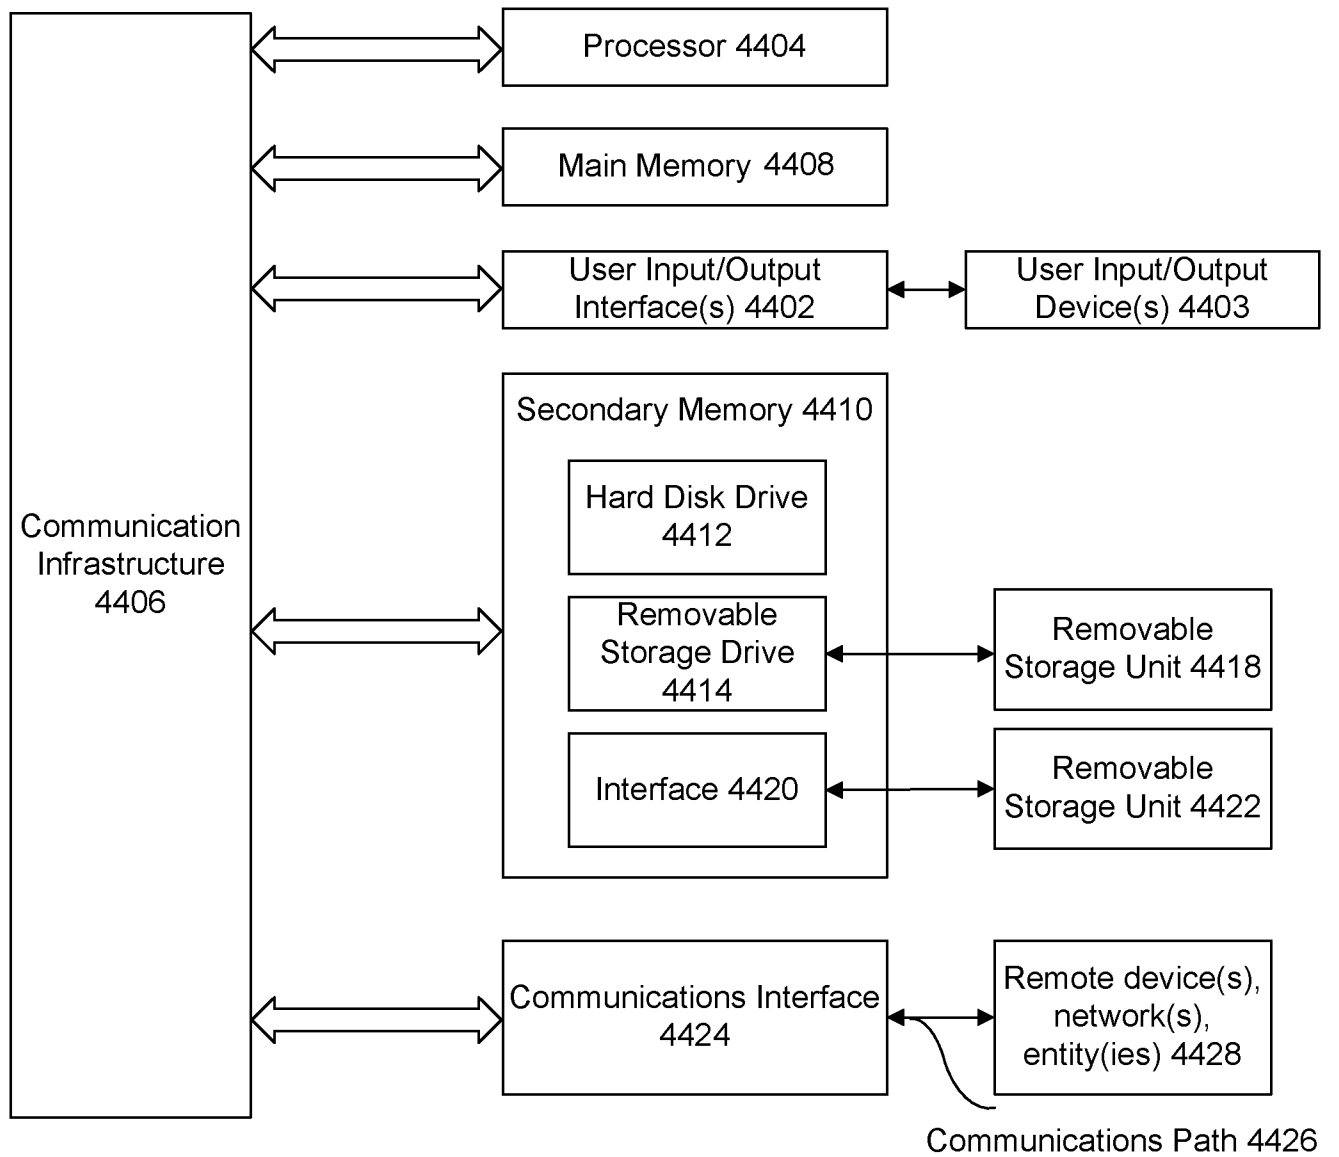 Processor 4404
Main Memory 4408
User Input/Output
Interface(s) 4402
User Input/Output
Device(s) 4403
Secondary Memory 4410
Hard Disk Drive
4412
Communication
Infrastructure
4406
Removable
Storage Drive
4414
Removable
Storage Unit 4418
Interface 4420
Removable
Storage Unit 4422
Communications Interface
4424
Remote device(s),
network(s),
entity(ies) 4428
Communications Path 4426